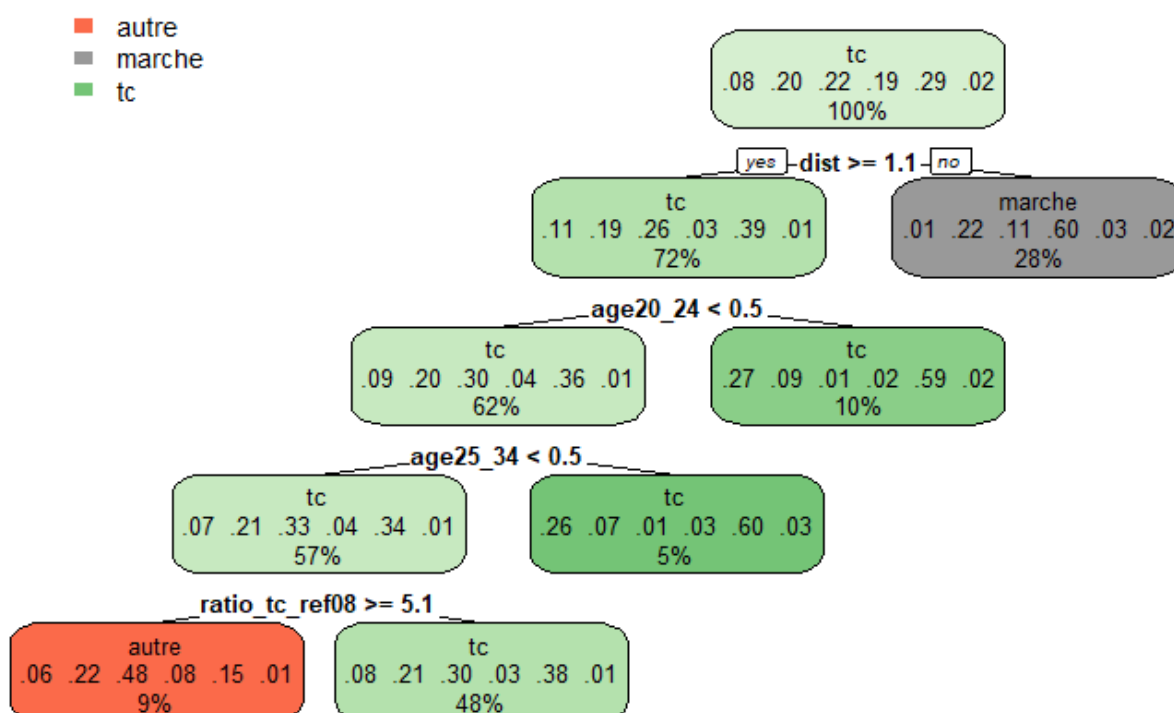 autre
marche
tc
tc
.08 .20 .22 .19 .29 .02
100%
yes dist >= 1.1 no
tc
.11 .19 .26 .03 .39 .01
72%
marche
.01 .22 .11 .60 .03 .02
28%
age20_24 < 0.5
tc
.09 .20 .30 .04 .36 .01
62%
tc
.27 .09 .01 .02 .59 .02
10%
age25_34 < 0.5
tc
.07 .21 .33 .04 .34 .01
57%
tc
.26 .07 .01 .03 .60 .03
5%
ratio_tc_ref08 >= 5.1
autre
.06 .22 .48 .08 .15 .01
9%
tc
.08 .21 .30 .03 .38 .01
48%